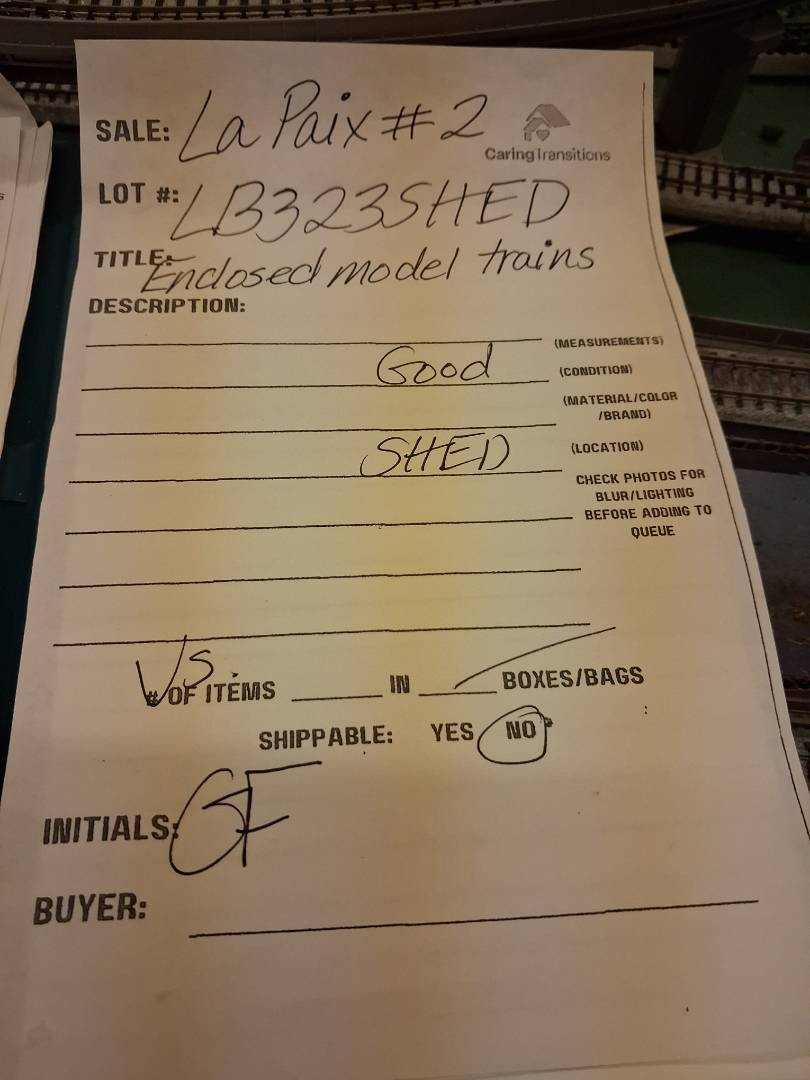 SALE: La Paix #2
CaringTransitions
LOT #: LB323SHED
TITLE: Enclosed model trains
DESCRIPTION:
(MEASUREMENTS)
Good (CONDITION)
(MATERIAL/COLOR
/BRAND)
SHED (LOCATION)
CHECK PHOTOS FOR
BLUR/LIGHTING
BEFORE ADDING TO
QUEUE
VS
# OF ITEMS IN BOXES/BAGS
SHIPPABLE: YES NO
INITIALS: GF
BUYER: